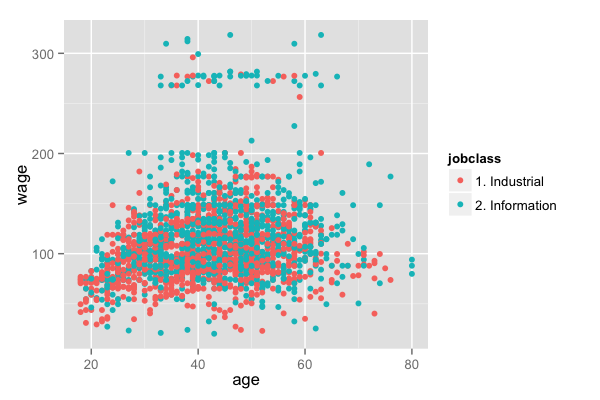 300
200
100
wage
20 40 60 80
age
jobclass
1. Industrial
2. Information